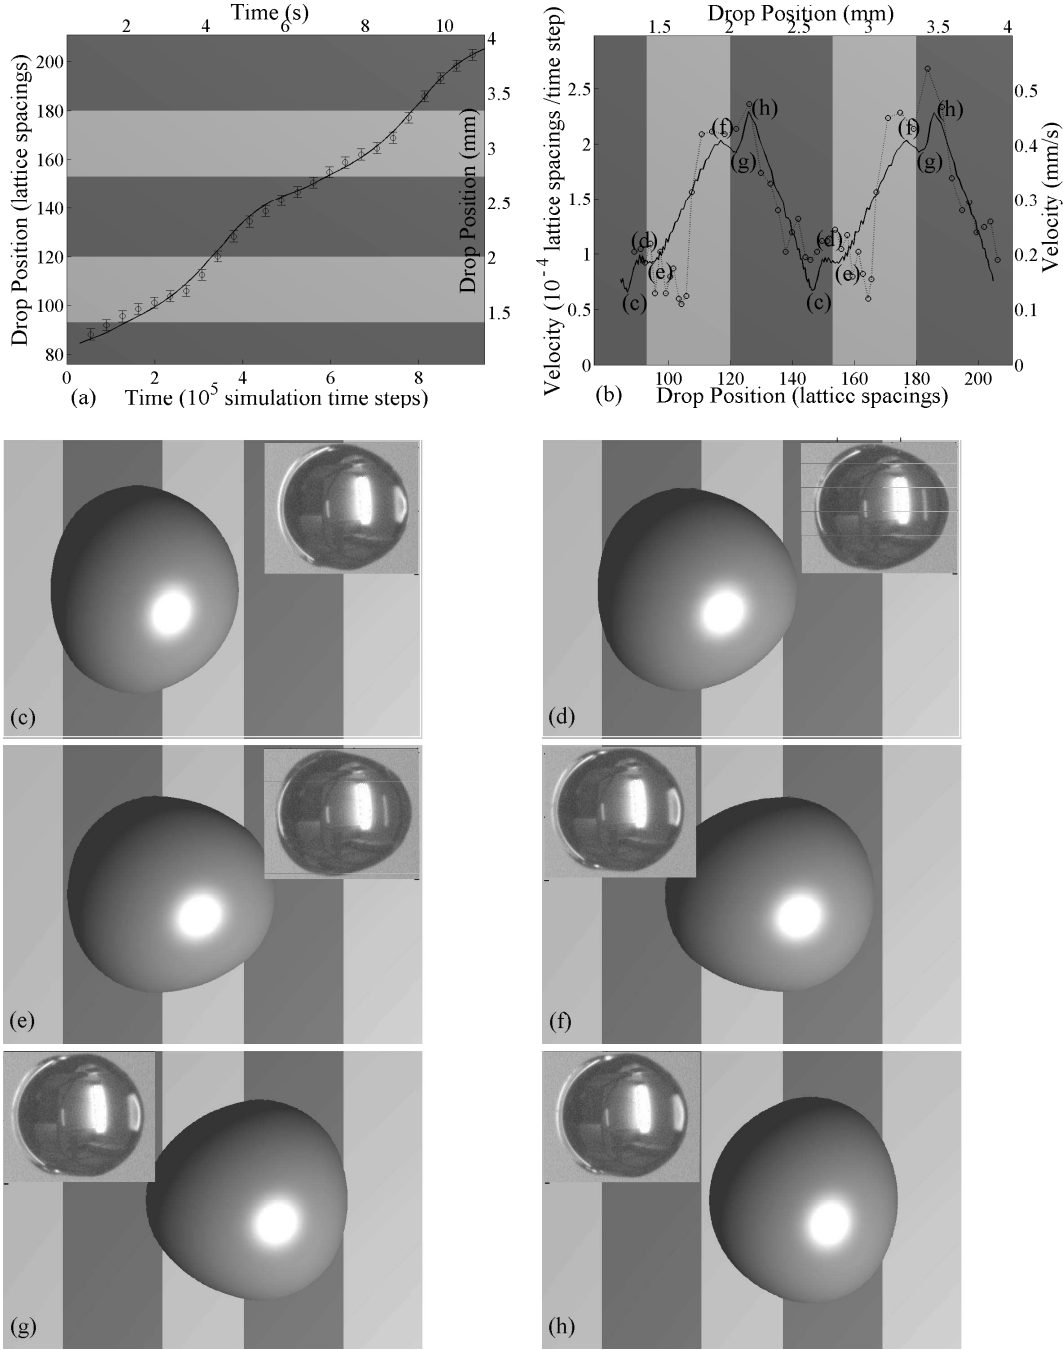 Time (s)
2 4 6 8 10
Drop Position (lattice spacings)
200
180
160
140
120
100
80
4
3.5
3
2.5
2
1.5
Drop Position (mm)
0 2 4 6 8
(a) Time (10⁵ simulation time steps)
Drop Position (mm)
1.5 2 2.5 3 3.5 4
Velocity (10⁻⁴ lattice spacings /time step)
2.5
2
1.5
1
0.5
0
0.5
0.4
0.3
0.2
0.1
0
Velocity (mm/s)
(h) (h)
(f) (f)
(g) (g)
(d) (d)
(e) (e)
(c) (c)
100 120 140 160 180 200
(b) Drop Position (lattice spacings)
(c)
(d)
(e)
(f)
(g)
(h)